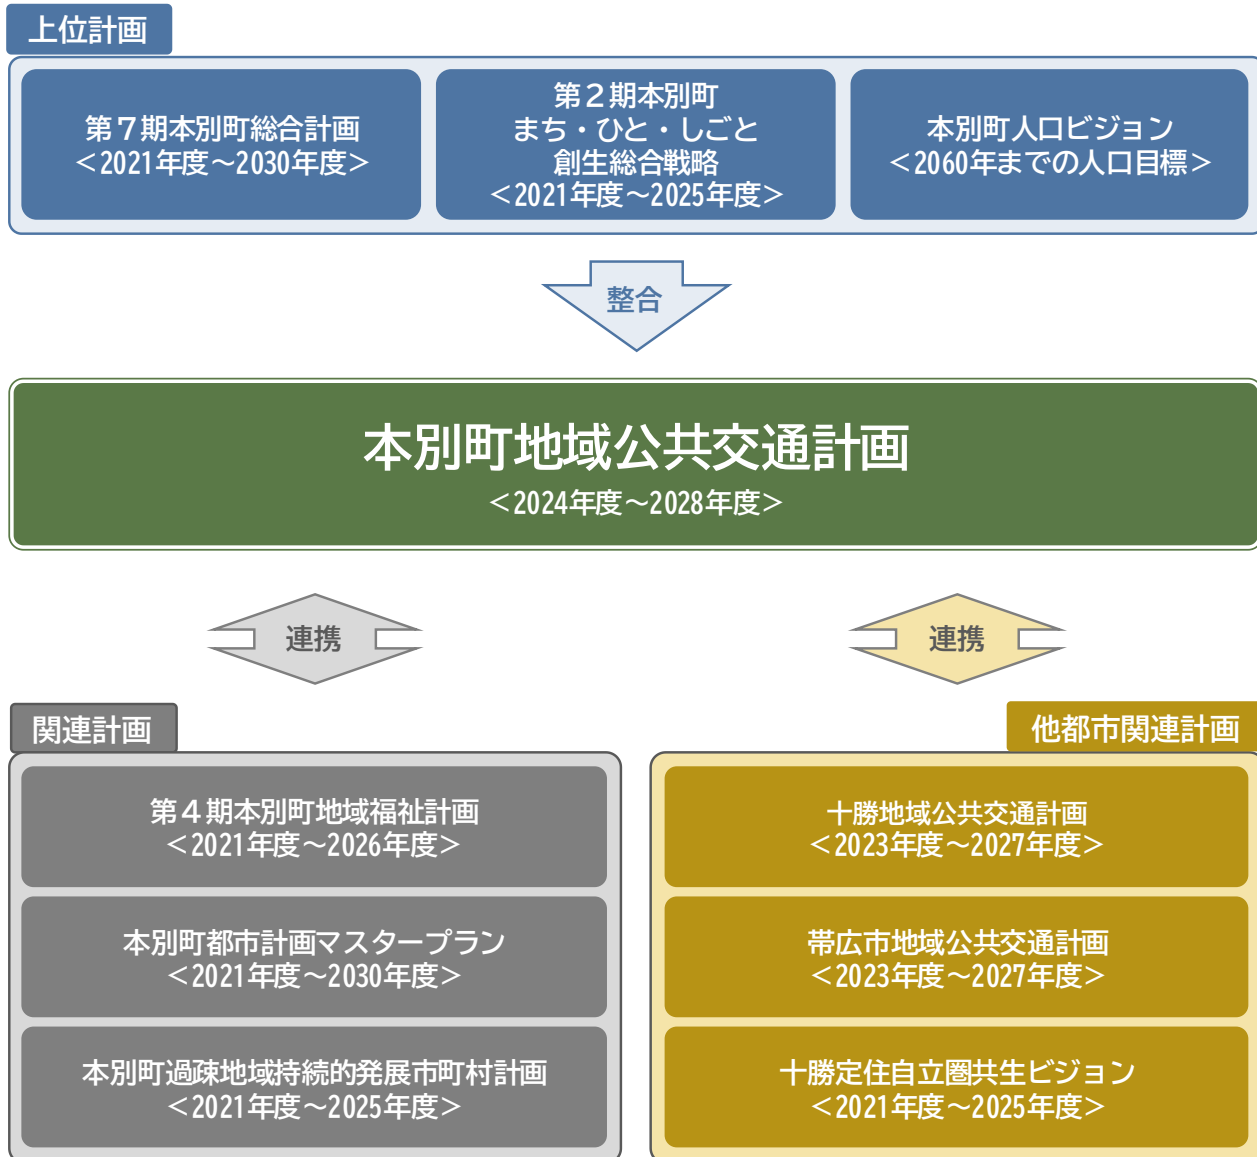 上位計画
第７期本別町総合計画
＜2021年度～2030年度＞
第２期本別町
まち・ひと・しごと
創生総合戦略
＜2021年度～2025年度＞
本別町人口ビジョン
＜2060年までの人口目標＞
整合
本別町地域公共交通計画
＜2024年度～2028年度＞
連携
連携
関連計画
第４期本別町地域福祉計画
＜2021年度～2026年度＞
本別町都市計画マスタープラン
＜2021年度～2030年度＞
本別町過疎地域持続的発展市町村計画
＜2021年度～2025年度＞
他都市関連計画
十勝地域公共交通計画
＜2023年度～2027年度＞
帯広市地域公共交通計画
＜2023年度～2027年度＞
十勝定住自立圏共生ビジョン
＜2021年度～2025年度＞